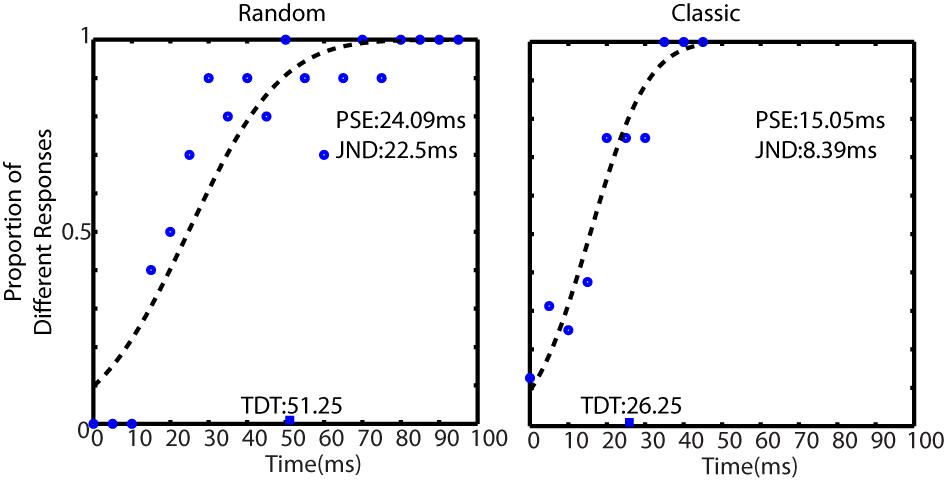 Random
Classic
Proportion of
Different Responses
1
0.5
0
PSE:24.09ms
JND:22.5ms
TDT:51.25
0 10 20 30 40 50 60 70 80 90 100
Time(ms)
PSE:15.05ms
JND:8.39ms
TDT:26.25
0 10 20 30 40 50 60 70 80 90 100
Time(ms)